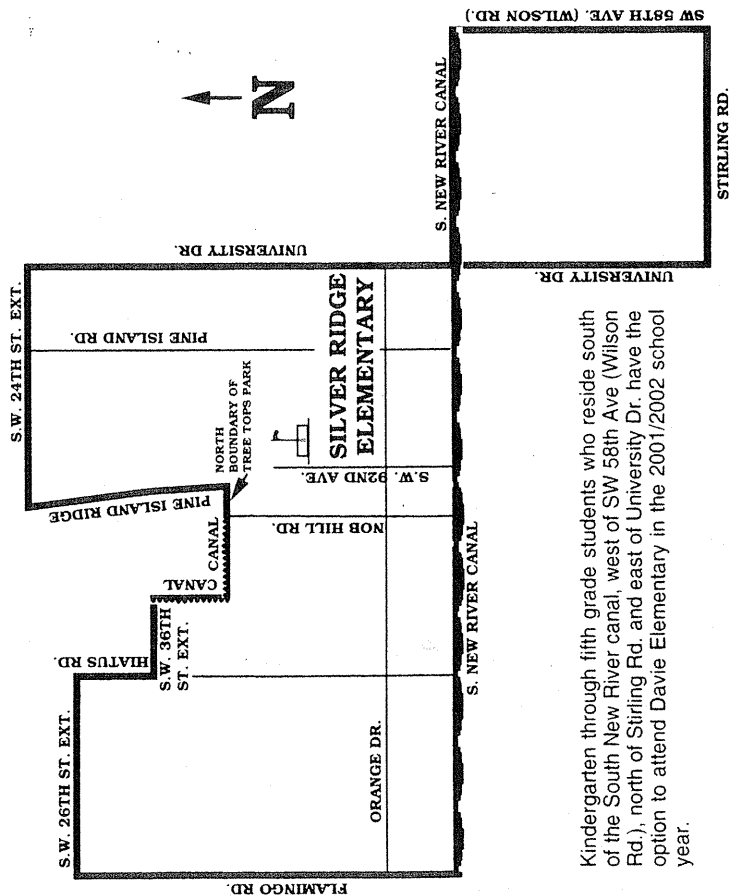 S.W. 26TH ST. EXT.
HIATUS RD.
S.W. 36TH
ST. EXT.
CANAL
CANAL
PINE ISLAND RIDGE
S.W. 24TH ST. EXT.
NORTH
BOUNDARY OF
TREE TOPS PARK
PINE ISLAND RD.
UNIVERSITY DR.
N
FLAMINGO RD.
ORANGE DR.
NOB HILL RD.
S.W. 92ND AVE.
SILVER RIDGE
ELEMENTARY
S. NEW RIVER CANAL
S. NEW RIVER CANAL
UNIVERSITY DR.
SW 58TH AVE. (WILSON RD.)
STIRLING RD.
Kindergarten through fifth grade students who reside south
of the South New River canal, west of SW 58th Ave (Wilson
Rd.), north of Stirling Rd. and east of University Dr. have the
option to attend Davie Elementary in the 2001/2002 school
year.